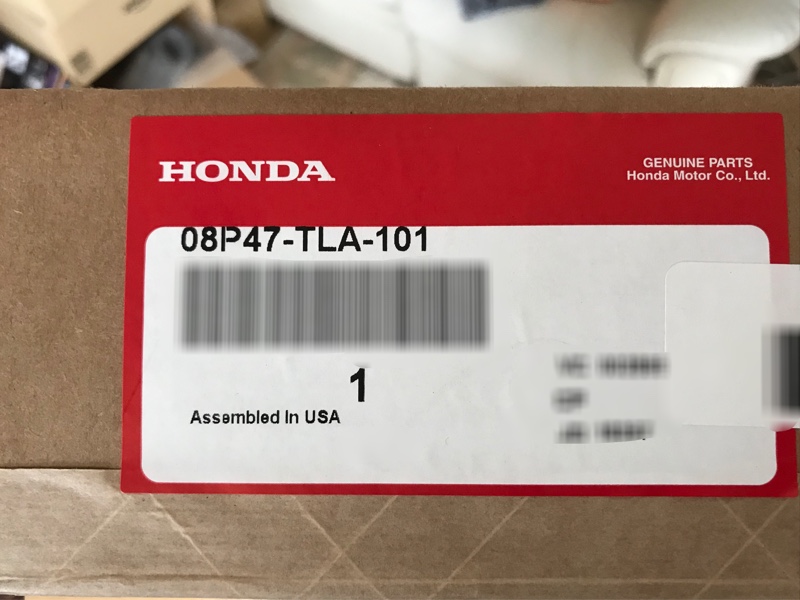 HONDA
GENUINE PARTS
Honda Motor Co., Ltd.
08P47-TLA-101
1
Assembled In USA